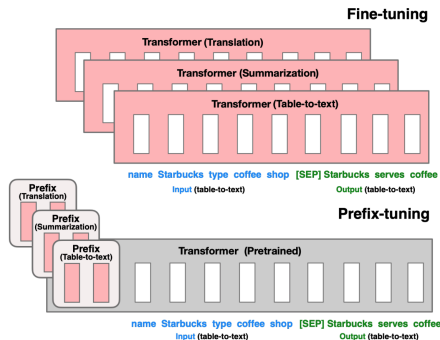 Fine-tuning
Transformer (Translation)
Transformer (Summarization)
Transformer (Table-to-text)
name Starbucks type coffee shop [SEP] Starbucks serves coffee
Input (table-to-text) Output (table-to-text)
Prefix-tuning
Prefix
(Translation)
Prefix
(Summarization)
Prefix
(Table-to-text)
Transformer (Pretrained)
name Starbucks type coffee shop [SEP] Starbucks serves coffee
Input (table-to-text) Output (table-to-text)